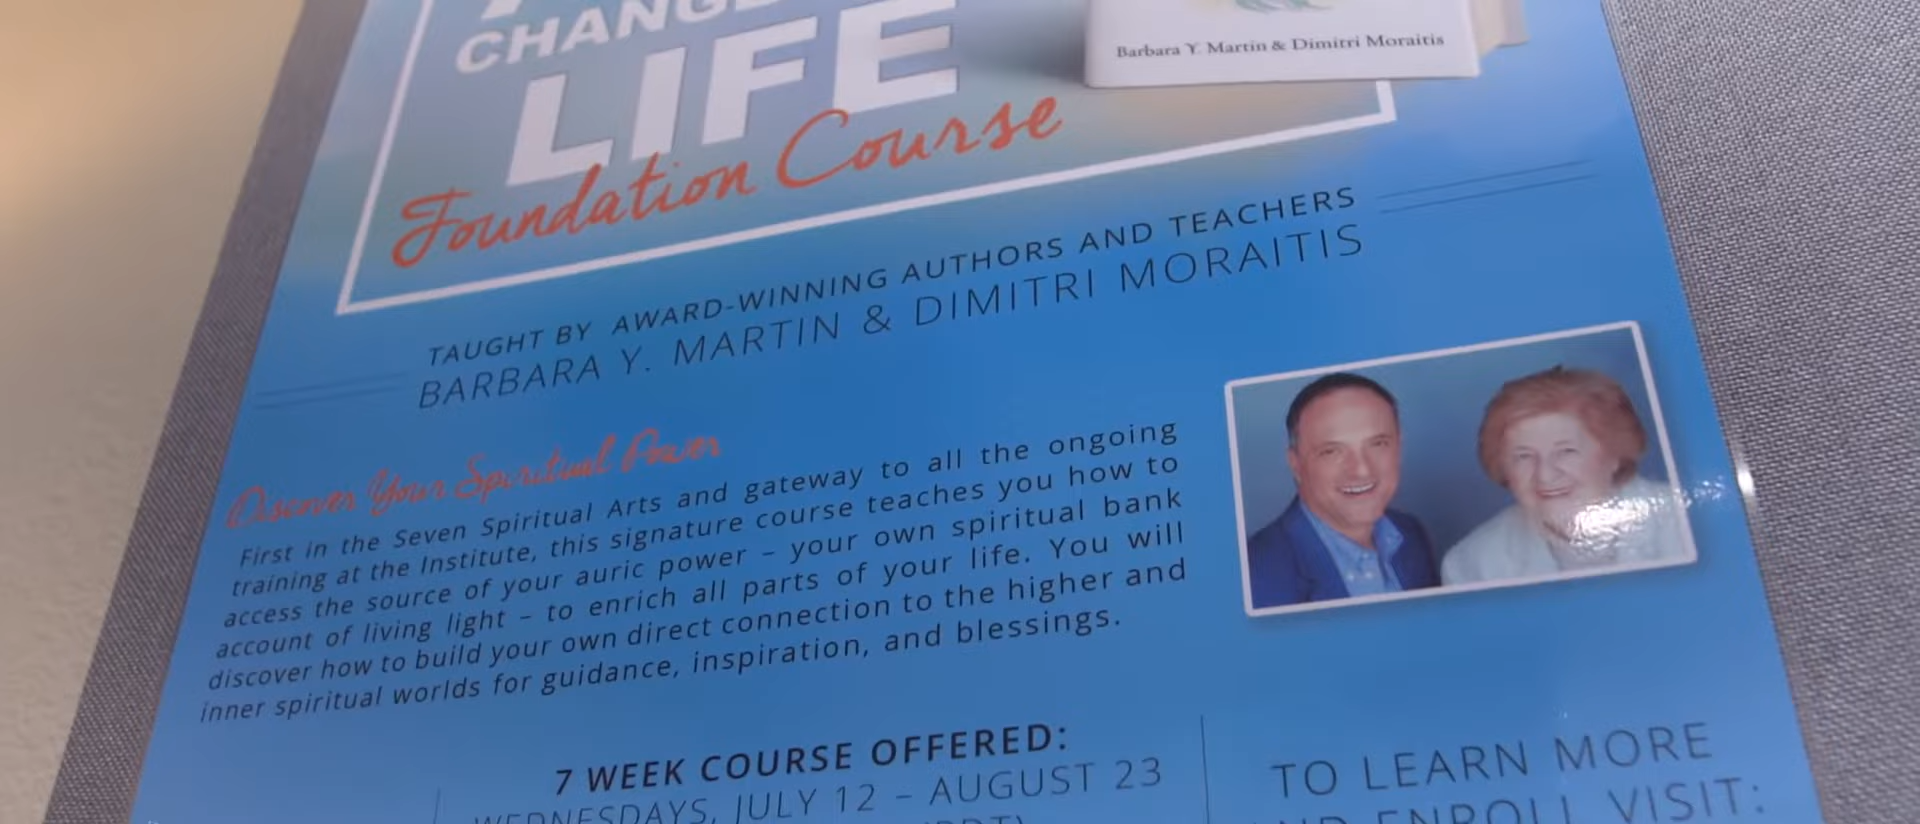 CHANGE
LIFE
Foundation Course
Barbara Y. Martin & Dimitri Moraitis
TAUGHT BY AWARD-WINNING AUTHORS AND TEACHERS
BARBARA Y. MARTIN & DIMITRI MORAITIS
Discover Your Spiritual Power
First in the Seven Spiritual Arts and gateway to all the ongoing
training at the Institute, this signature course teaches you how to
access the source of your auric power – your own spiritual bank
account of living light – to enrich all parts of your life. You will
discover how to build your own direct connection to the higher and
inner spiritual worlds for guidance, inspiration, and blessings.
7 WEEK COURSE OFFERED:
WEDNESDAYS, JULY 12 – AUGUST 23
TO LEARN MORE
AND ENROLL VISIT: